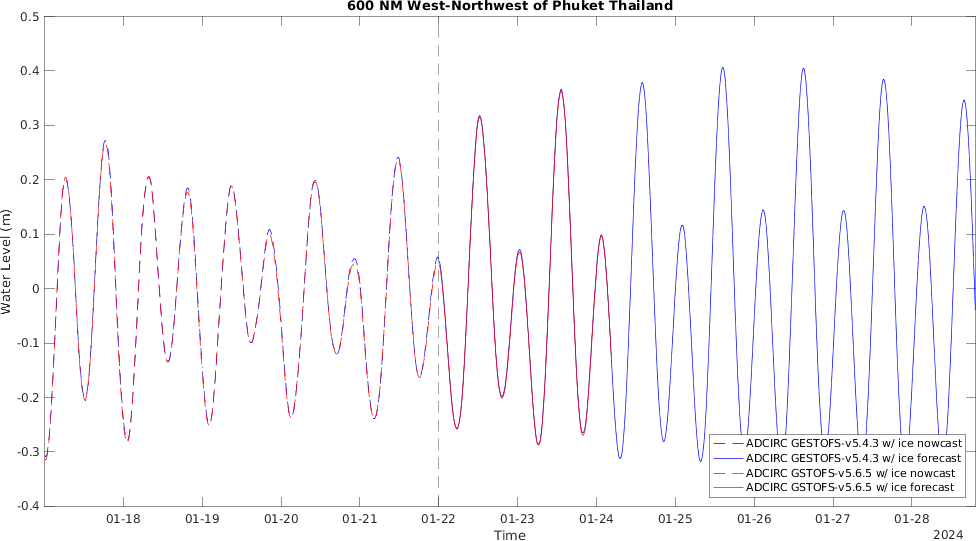 600 NM West-Northwest of Phuket Thailand
0.5
0.4
0.3
0.2
0.1
0
-0.1
-0.2
-0.3
-0.4
Water Level (m)
ADCIRC GESTOFS-v5.4.3 w/ ice nowcast
ADCIRC GESTOFS-v5.4.3 w/ ice forecast
ADCIRC GSTOFS-v5.6.5 w/ ice nowcast
ADCIRC GSTOFS-v5.6.5 w/ ice forecast
01-18 01-19 01-20 01-21 01-22 01-23 01-24 01-25 01-26 01-27 01-28
Time
2024